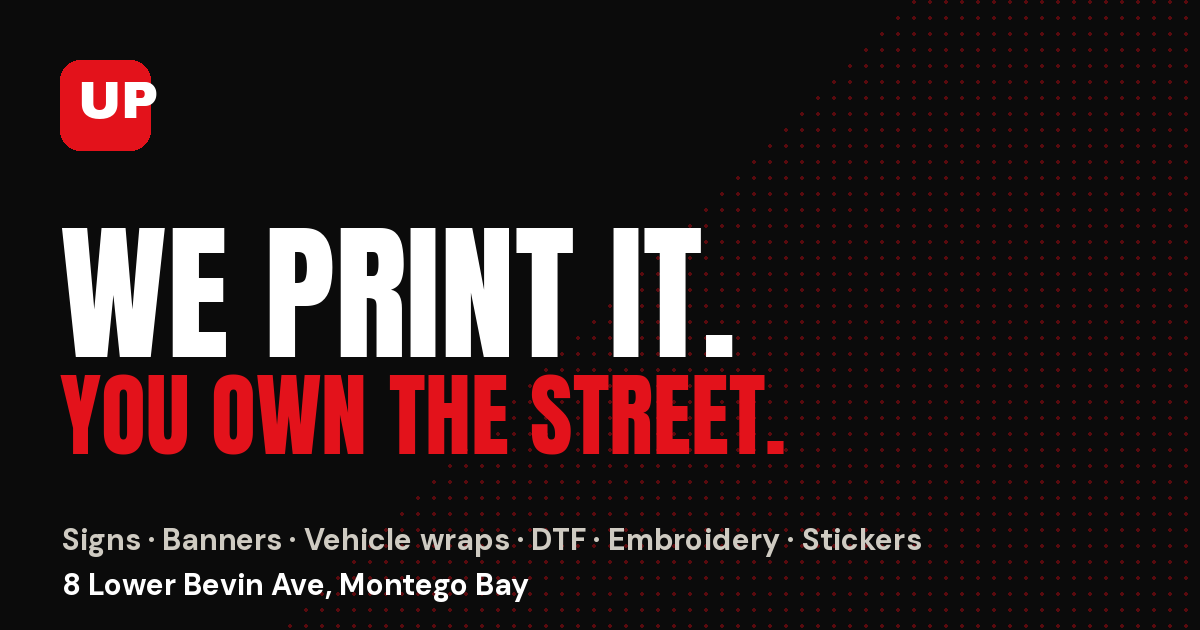 UP
WE PRINT IT.
YOU OWN THE STREET.
Signs · Banners · Vehicle wraps · DTF · Embroidery · Stickers
8 Lower Bevin Ave, Montego Bay